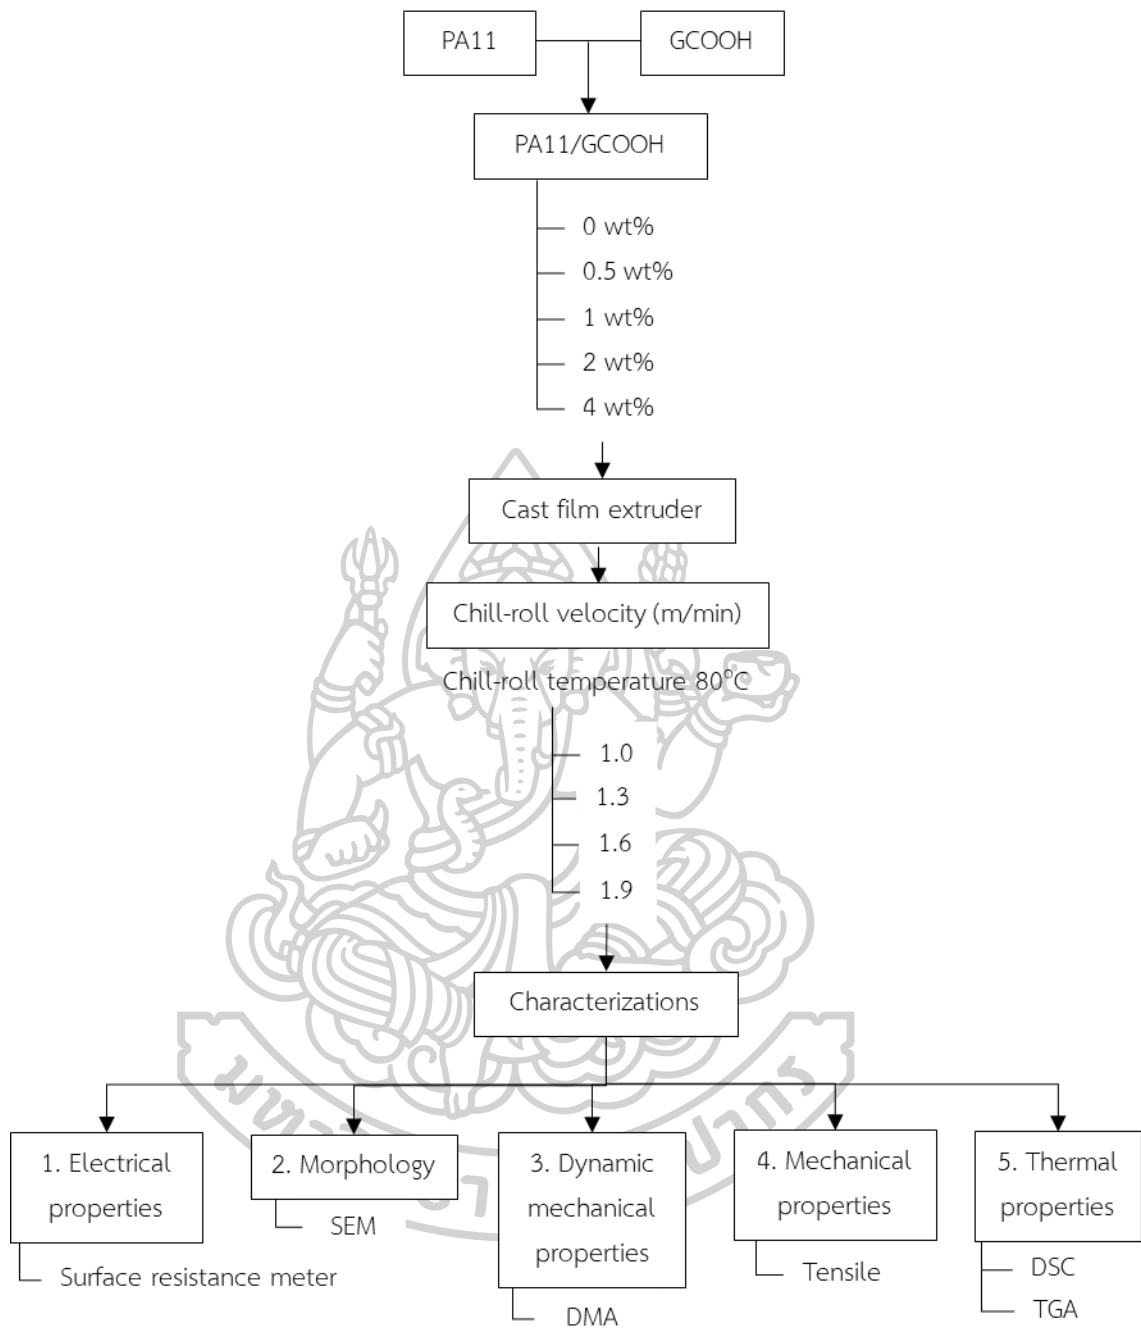 PA11
GCOOH
PA11/GCOOH
0 wt%
0.5 wt%
1 wt%
2 wt%
4 wt%
Cast film extruder
Chill-roll velocity (m/min)
Chill-roll temperature 80°C
1.0
1.3
1.6
1.9
Characterizations
1. Electrical
properties
Surface resistance meter
2. Morphology
SEM
3. Dynamic
mechanical
properties
DMA
4. Mechanical
properties
Tensile
5. Thermal
properties
DSC
TGA